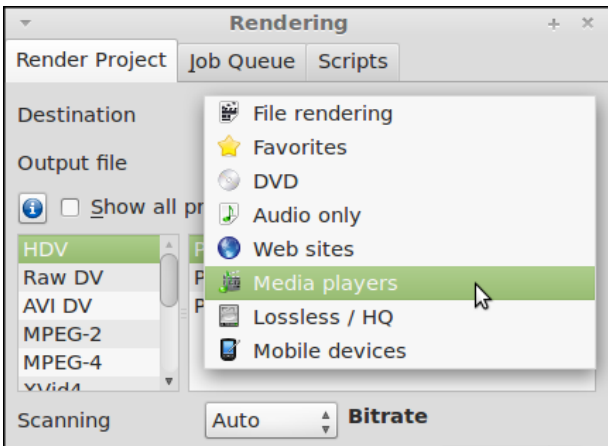 Rendering
Render Project Job Queue Scripts
Destination
File rendering
Favorites
Output file
DVD
Audio only
Show all pr
Web sites
HDV P
Media players
Raw DV P
AVI DV P
Lossless / HQ
MPEG-2
Mobile devices
MPEG-4
XVid4
Scanning Auto Bitrate